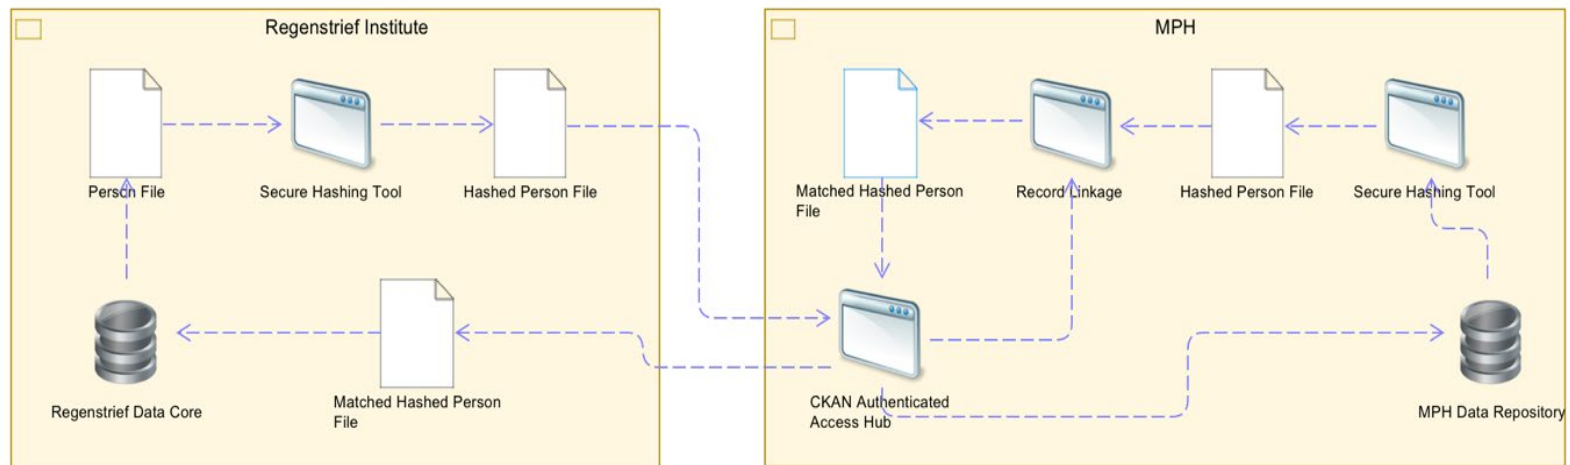 Regenstrief Institute
Person File
Secure Hashing Tool
Hashed Person File
Regenstrief Data Core
Matched Hashed Person
File
MPH
Matched Hashed Person
File
Record Linkage
Hashed Person File
Secure Hashing Tool
CKAN Authenticated
Access Hub
MPH Data Repository